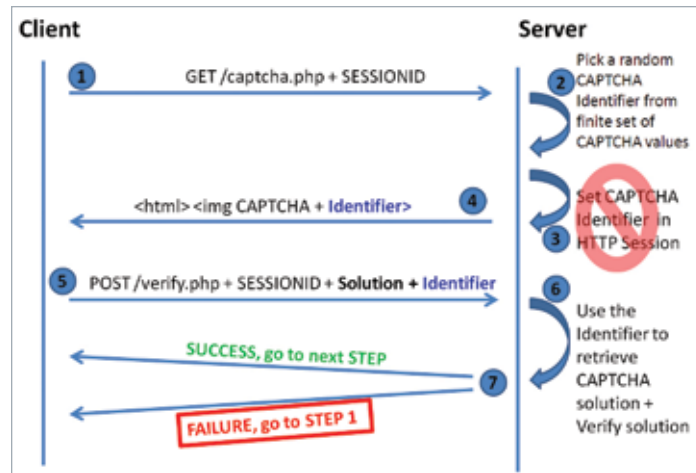 Client
Server
1
GET /captcha.php + SESSIONID
2
Pick a random
CAPTCHA
Identifier from
finite set of
CAPTCHA values
<html> <img CAPTCHA + Identifier>
4
Set CAPTCHA
Identifier in
3
HTTP Session
5
POST /verify.php + SESSIONID + Solution + Identifier
6
Use the
Identifier to
retrieve
CAPTCHA
solution +
Verify solution
SUCCESS, go to next STEP
7
FAILURE, go to STEP 1